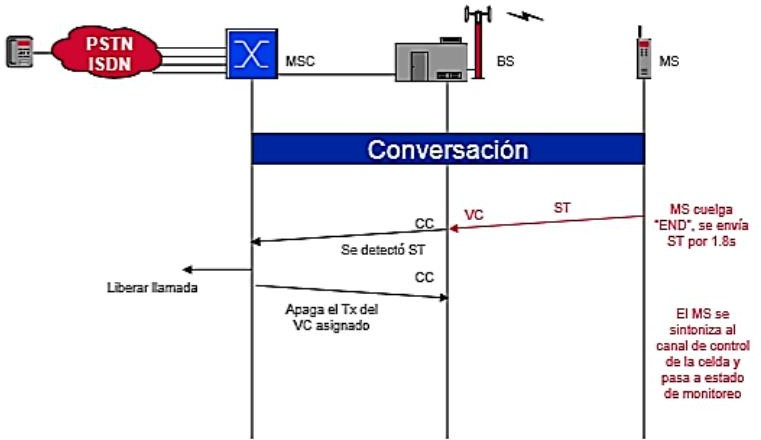 PSTN
ISDN
MSC
BS
MS
Conversación
CC
VC
ST
MS cuelga
"END", se envía
ST por 1.8s
Se detectó ST
CC
Liberar llamada
Apaga el Tx del
VC asignado
El MS se
sintoniza al
canal de control
de la celda y
pasa a estado
de monitoreo